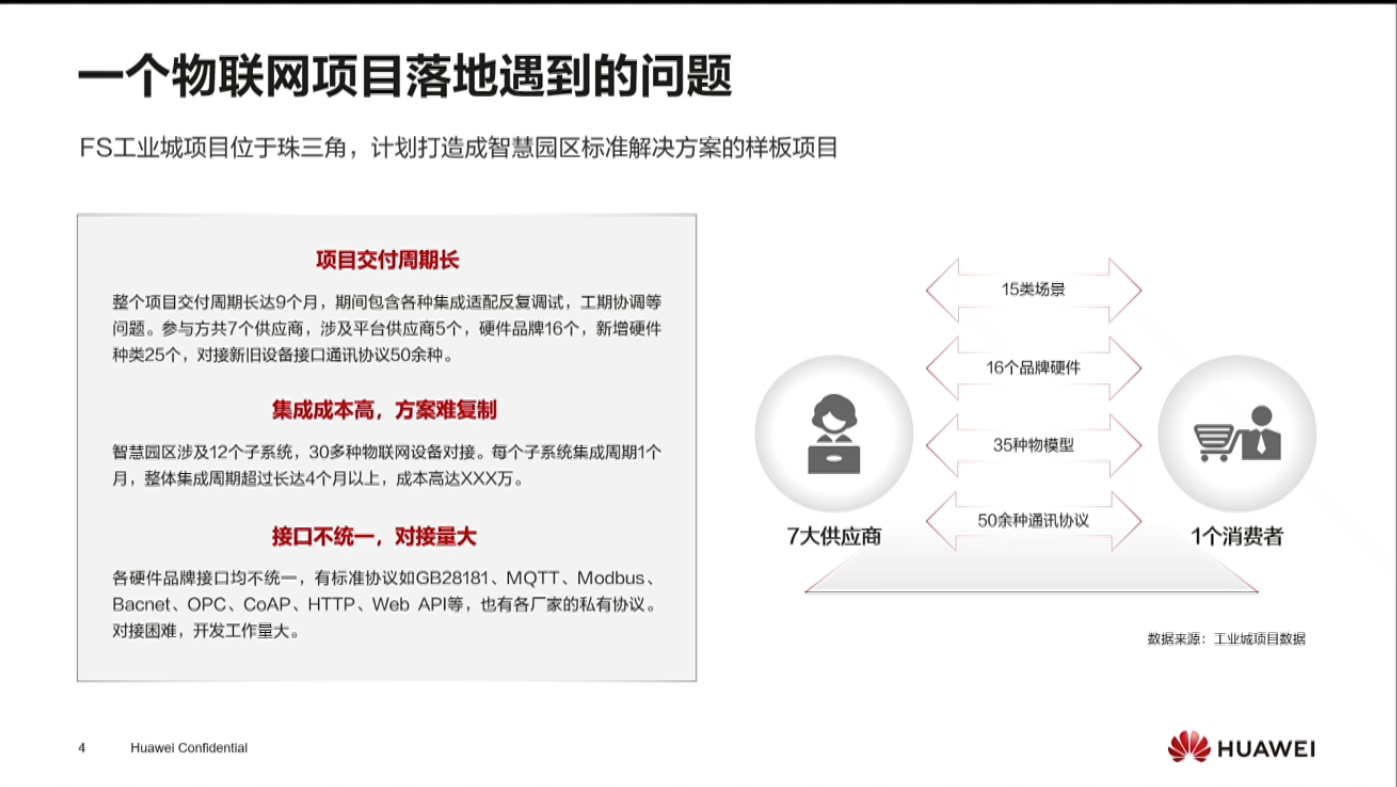 一个物联网项目落地遇到的问题
FS工业城项目位于珠三角，计划打造成智慧园区标准解决方案的样板项目
项目交付周期长
整个项目交付周期长达9个月，期间包含各种集成适配反复调试，工期协调等
问题。参与方共7个供应商，涉及平台供应商5个，硬件品牌16个，新增硬件
种类25个，对接新旧设备接口通讯协议50余种。
集成成本高，方案难复制
智慧园区涉及12个子系统，30多种物联网设备对接。每个子系统集成周期1个
月，整体集成周期超过长达4个月以上，成本高达XXX万。
接口不统一，对接量大
各硬件品牌接口均不统一，有标准协议如GB28181、MQTT、Modbus、
Bacnet、OPC、CoAP、HTTP、Web API等，也有各厂家的私有协议。
对接困难，开发工作量大。
15类场景
16个品牌硬件
35种物模型
50余种通讯协议
7大供应商
1个消费者
数据来源：工业城项目数据
4 Huawei Confidential
HUAWEI